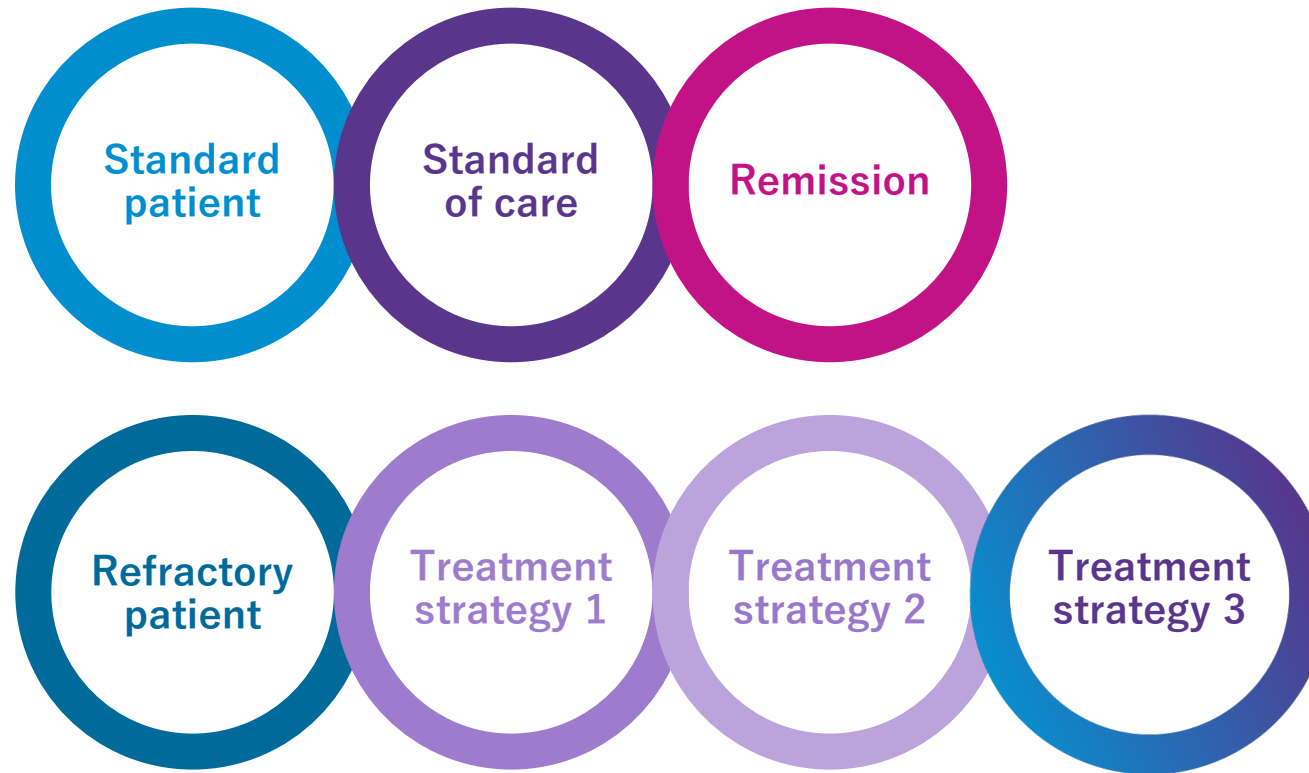 Standard
patient
Standard
of care
Remission
Refractory
patient
Treatment
strategy 1
Treatment
strategy 2
Treatment
strategy 3